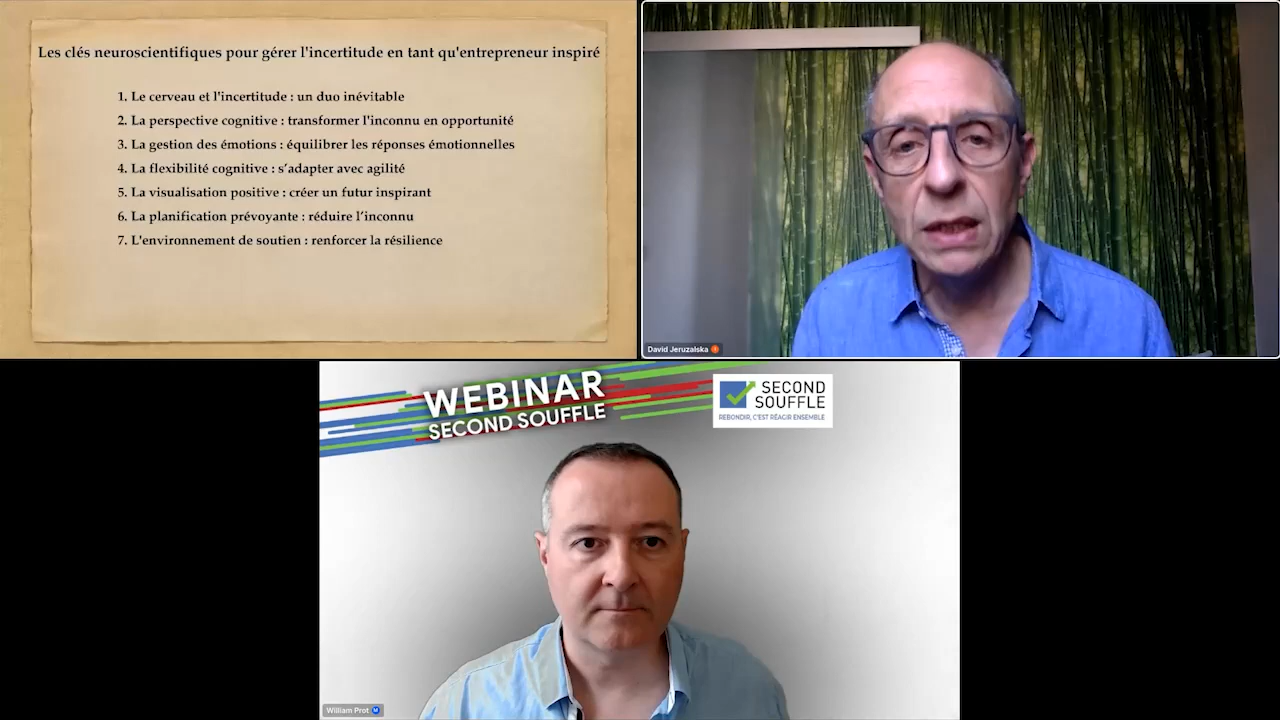 Les clés neuroscientifiques pour gérer l'incertitude en tant qu'entrepreneur inspiré
1. Le cerveau et l'incertitude : un duo inévitable
2. La perspective cognitive : transformer l'inconnu en opportunité
3. La gestion des émotions : équilibrer les réponses émotionnelles
4. La flexibilité cognitive : s’adapter avec agilité
5. La visualisation positive : créer un futur inspirant
6. La planification prévoyante : réduire l’inconnu
7. L'environnement de soutien : renforcer la résilience
David Jeruzalska
WEBINAR
SECOND SOUFFLE
SECOND
SOUFFLE
REBONDIR, C'EST RÉAGIR ENSEMBLE
William Prot